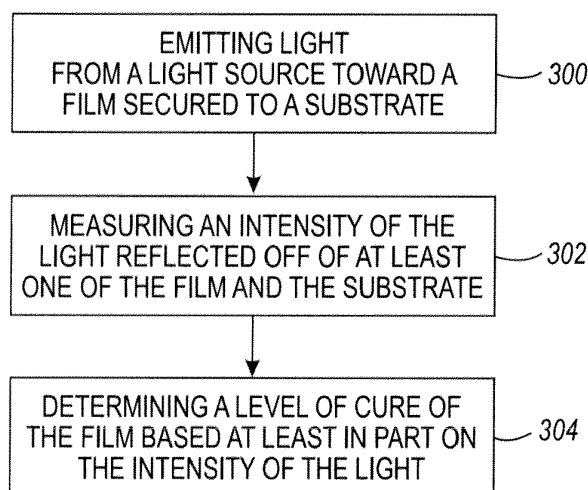 EMITTING LIGHT
FROM A LIGHT SOURCE TOWARD A
FILM SECURED TO A SUBSTRATE
300
MEASURING AN INTENSITY OF THE
LIGHT REFLECTED OFF OF AT LEAST
ONE OF THE FILM AND THE SUBSTRATE
302
DETERMINING A LEVEL OF CURE OF
THE FILM BASED AT LEAST IN PART ON
THE INTENSITY OF THE LIGHT
304